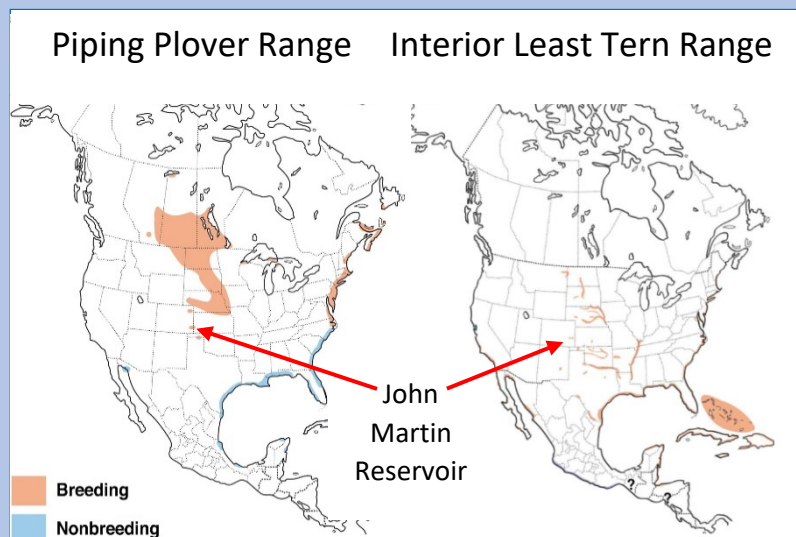 Piping Plover Range
Interior Least Tern Range
John
Martin
Reservoir
? ?
Breeding
Nonbreeding